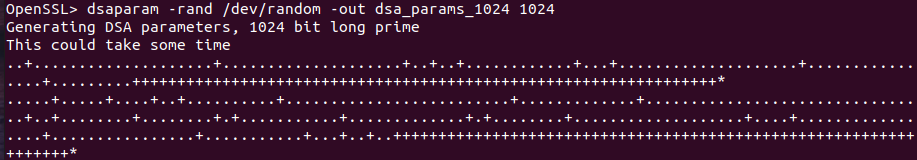 OpenSSL> dsaparam -rand /dev/random -out dsa_params_1024 1024
Generating DSA parameters, 1024 bit long prime
This could take some time
..+.....................+.....................+..+..+............+...+....................+............
....+.........+++++++++++++++++++++++++++++++++++++++++++++++++++++++++++++++++*
.....+.....+....+..+..........+.........................+.............+..............................
..+..+........+........+.+............+.............+.+........+...................+....+.............
....+................+...........+...+..+..++++++++++++++++++++++++++++++++++++++++++++++++++++++++++
+++++++*